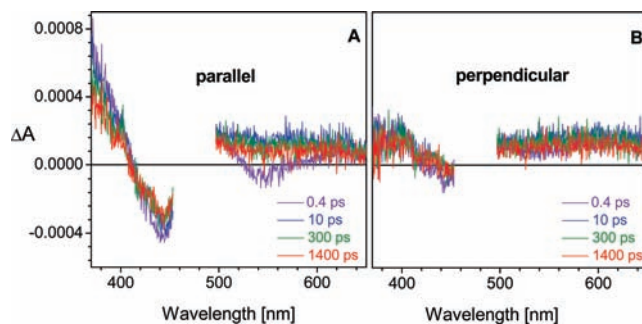 A
parallel
0.0008
0.0004
0.0000
-0.0004
ΔA
0.4 ps
10 ps
300 ps
1400 ps
400
500
600
Wavelength [nm]
B
perpendicular
0.4 ps
10 ps
300 ps
1400 ps
400
500
600
Wavelength [nm]